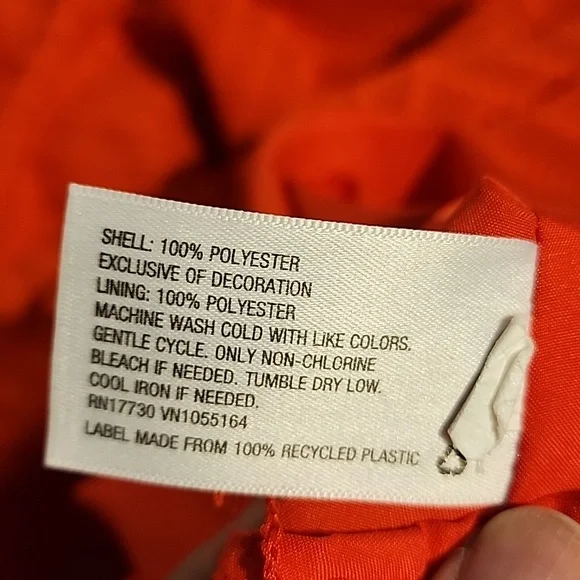 SHELL: 100% POLYESTER
EXCLUSIVE OF DECORATION
LINING: 100% POLYESTER
MACHINE WASH COLD WITH LIKE COLORS.
GENTLE CYCLE. ONLY NON-CHLORINE
BLEACH IF NEEDED. TUMBLE DRY LOW.
COOL IRON IF NEEDED.
RN17730 VN1055164
LABEL MADE FROM 100% RECYCLED PLASTIC